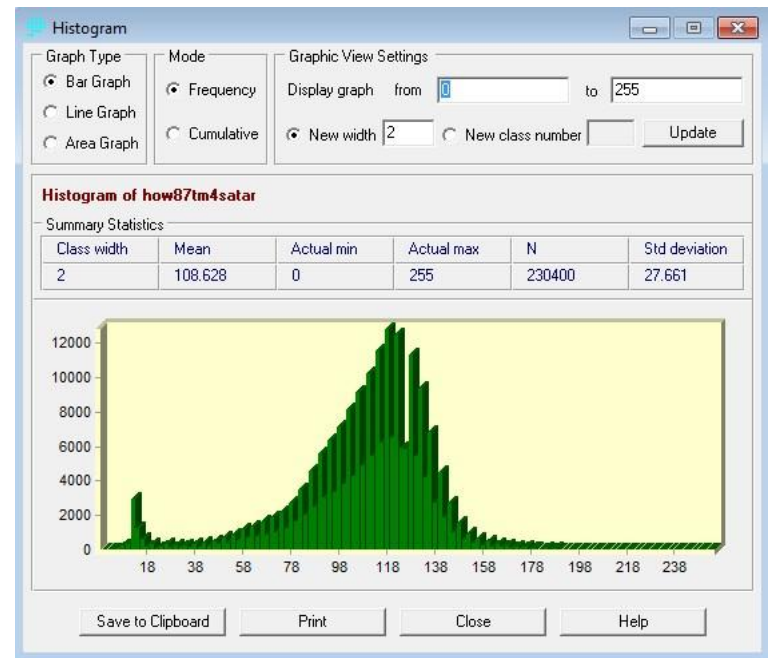 Histogram
Graph Type Mode Graphic View Settings
Bar Graph Frequency Display graph from 0 to 255
Line Graph
Area Graph Cumulative New width 2 New class number Update
Histogram of how87tm4satar
Summary Statistics
Class width Mean Actual min Actual max N Std deviation
2 108.628 0 255 230400 27.661
12000
10000
8000
6000
4000
2000
0
18 38 58 78 98 118 138 158 178 198 218 238
Save to Clipboard Print Close Help